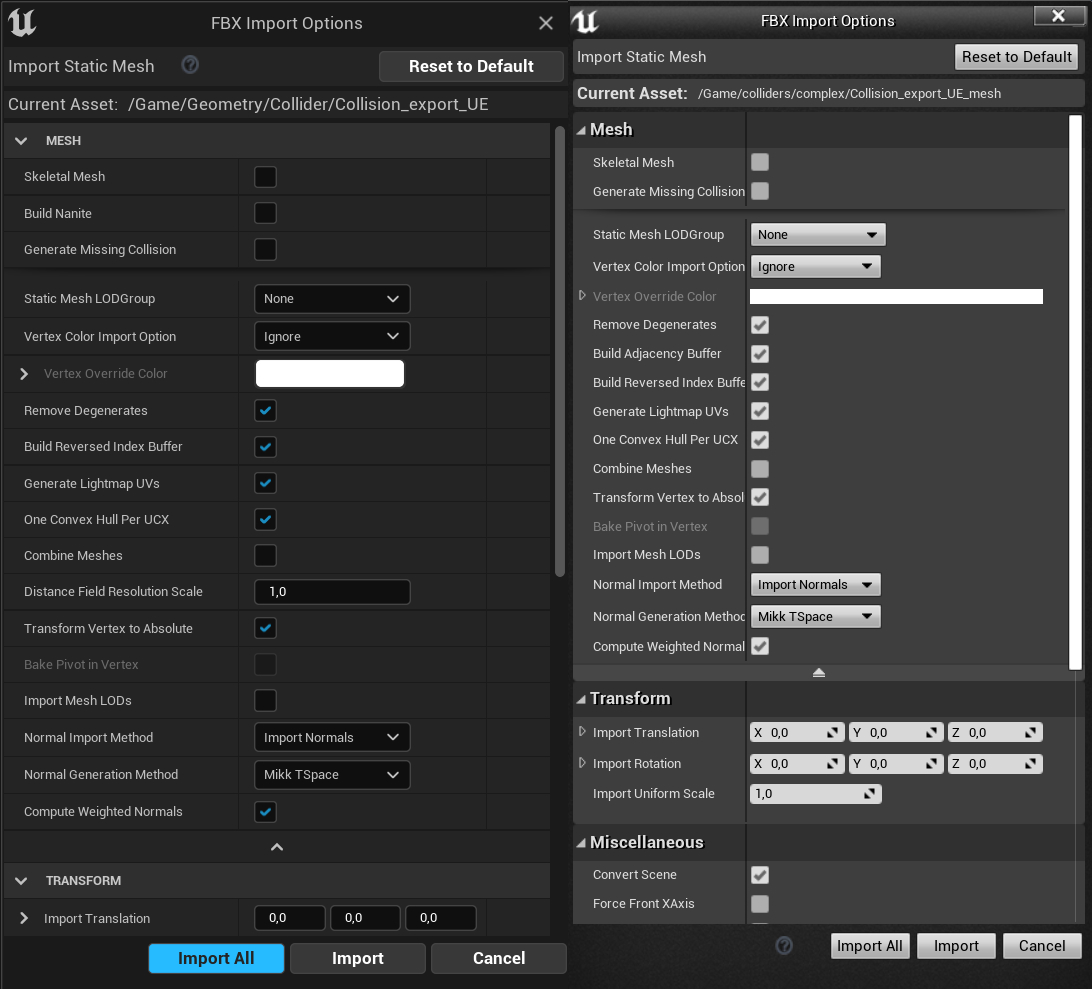 FBX Import Options
Import Static Mesh
Reset to Default
Current Asset: /Game/Geometry/Collider/Collision_export_UE
MESH
Skeletal Mesh
Build Nanite
Generate Missing Collision
Static Mesh LODGroup
None
Vertex Color Import Option
Ignore
Vertex Override Color
Remove Degenerates
Build Reversed Index Buffer
Generate Lightmap UVs
One Convex Hull Per UCX
Combine Meshes
Distance Field Resolution Scale
1,0
Transform Vertex to Absolute
Bake Pivot in Vertex
Import Mesh LODs
Normal Import Method
Import Normals
Normal Generation Method
Mikk TSpace
Compute Weighted Normals
TRANSFORM
Import Translation
0,0
0,0
0,0
Import All
Import
Cancel
FBX Import Options
Import Static Mesh
Reset to Default
Current Asset: /Game/colliders/complex/Collision_export_UE_mesh
Mesh
Skeletal Mesh
Generate Missing Collision
Static Mesh LODGroup
None
Vertex Color Import Option
Ignore
Vertex Override Color
Remove Degenerates
Build Adjacency Buffer
Build Reversed Index Buffe
Generate Lightmap UVs
One Convex Hull Per UCX
Combine Meshes
Transform Vertex to Absol
Bake Pivot in Vertex
Import Mesh LODs
Normal Import Method
Import Normals
Normal Generation Method
Mikk TSpace
Compute Weighted Normal
Transform
Import Translation
X 0,0
Y 0,0
Z 0,0
Import Rotation
X 0,0
Y 0,0
Z 0,0
Import Uniform Scale
1,0
Miscellaneous
Convert Scene
Force Front XAxis
Import All
Import
Cancel